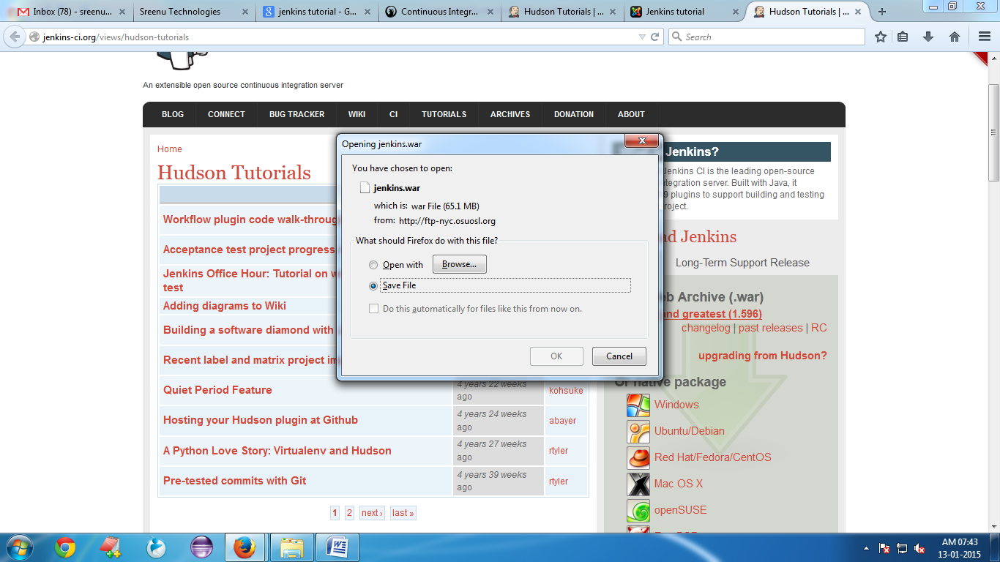 Inbox (78) - sreenu...
Sreenu Technologies
jenkins tutorial - G...
Continuous Integr...
Hudson Tutorials | ...
Jenkins tutorial
Hudson Tutorials | ...
jenkins-ci.org/views/hudson-tutorials
Search
An extensible open source continuous integration server
BLOG
CONNECT
BUG TRACKER
WIKI
CI
TUTORIALS
ARCHIVES
DONATION
ABOUT
Home
Hudson Tutorials
Workflow plugin code walk-throug
Acceptance test project progress
Jenkins Office Hour: Tutorial on w
test
Adding diagrams to Wiki
Building a software diamond with
Recent label and matrix project im
Quiet Period Feature
4 years 22 weeks
ago
kohsuke
Hosting your Hudson plugin at Github
4 years 24 weeks
ago
abayer
A Python Love Story: Virtualenv and Hudson
4 years 27 weeks
ago
rtyler
Pre-tested commits with Git
4 years 39 weeks
ago
rtyler
1 2 next › last »
Opening jenkins.war
You have chosen to open:
jenkins.war
which is: war File (65.1 MB)
from: http://ftp-nyc.osuosl.org
What should Firefox do with this file?
Open with
Browse...
Save File
Do this automatically for files like this from now on.
OK
Cancel
Jenkins?
Jenkins CI is the leading open-source
tegration server. Built with Java, it
9 plugins to support building and testing
roject.
nd Jenkins
Long-Term Support Release
eb Archive (.war)
and greatest (1.596)
changelog | past releases | RC
upgrading from Hudson?
Or native package
Windows
Ubuntu/Debian
Red Hat/Fedora/CentOS
Mac OS X
openSUSE
AM 07:43
13-01-2015